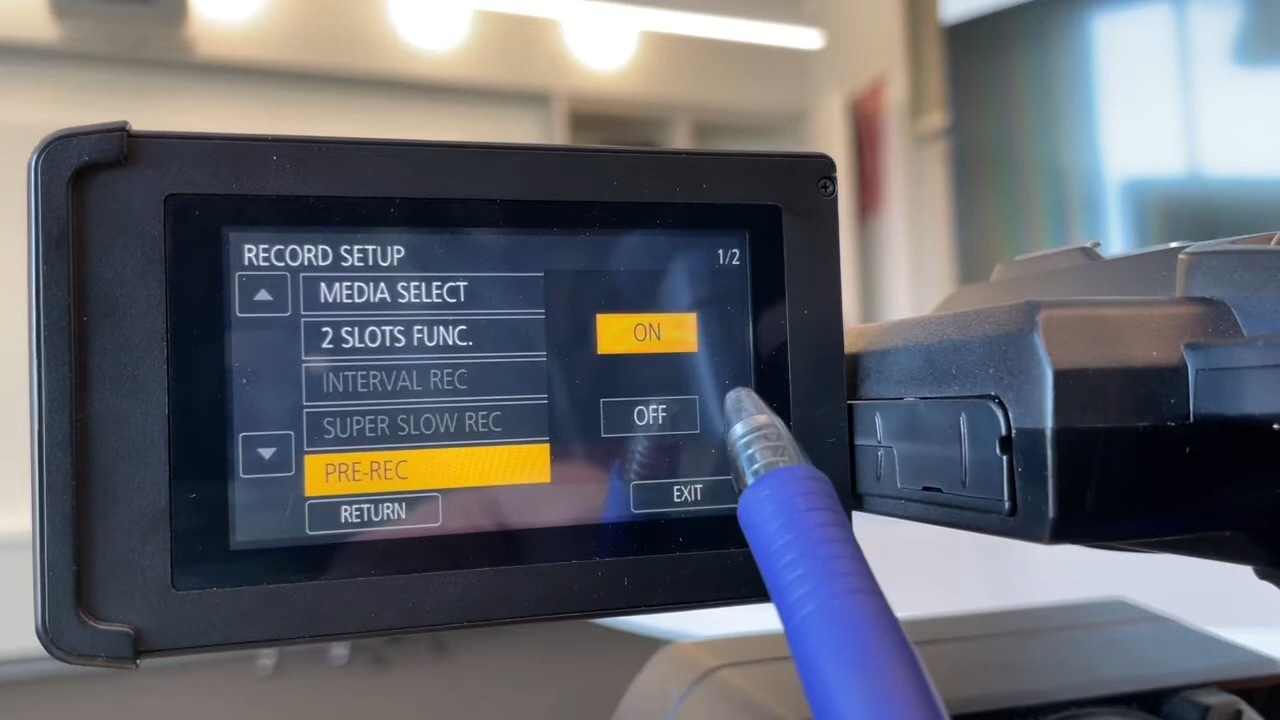 RECORD SETUP
1/2
MEDIA SELECT
2 SLOTS FUNC.
INTERVAL REC
SUPER SLOW REC
PRE-REC
RETURN
ON
OFF
EXIT